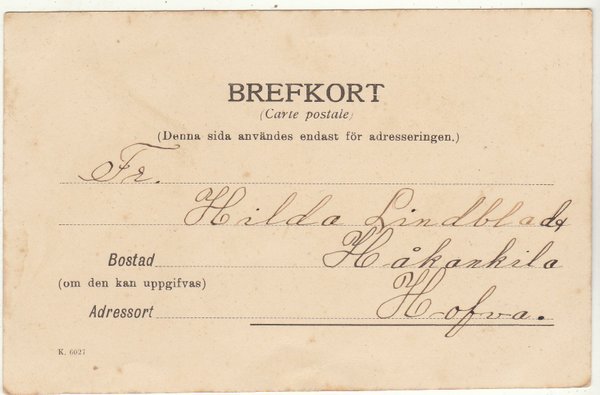 BREFKORT
(Carte postale)
(Denna sida användes endast för adresseringen.)
Fr.
Hilda Lindblad
Bostad Håkankila
(om den kan uppgifvas) Hofva.
Adressort
K. 6027